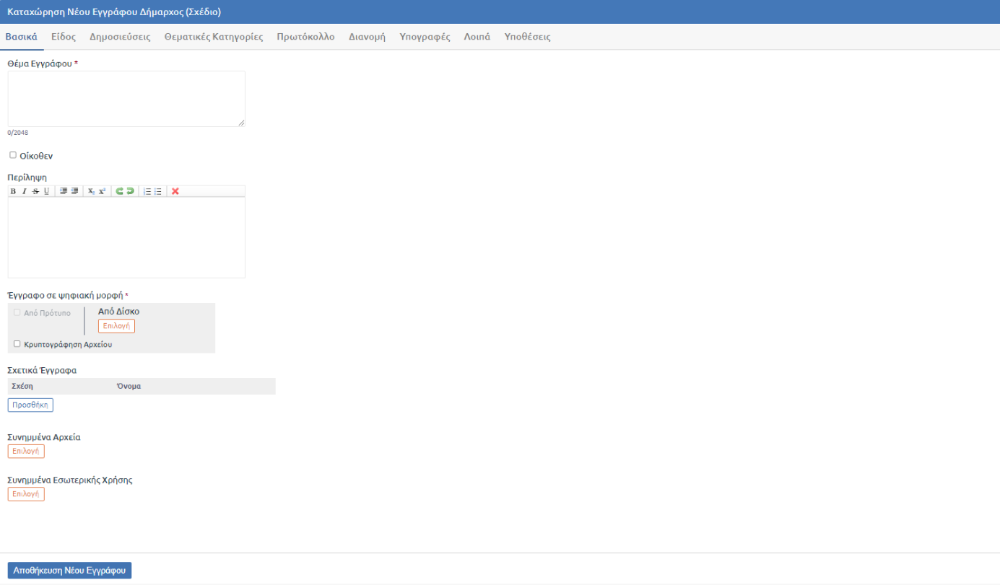 Καταχώρηση Νέου Εγγράφου Δήμαρχος (Σχέδιο)
Βασικά Είδος Δημοσιεύσεις Θεματικές Κατηγορίες Πρωτόκολλο Διανομή Υπογραφές Λοιπά Υποθέσεις
Θέμα Εγγράφου *
0/2048
Οίκοθεν
Περίληψη
B I S U X₂ X²
Έγγραφο σε ψηφιακή μορφή *
Από Πρότυπο Από Δίσκο
Επιλογή
Κρυπτογράφηση Αρχείου
Σχετικά Έγγραφα
Σχέση Όνομα
Προσθήκη
Συνημμένα Αρχεία
Επιλογή
Συνημμένα Εσωτερικής Χρήσης
Επιλογή
Αποθήκευση Νέου Εγγράφου